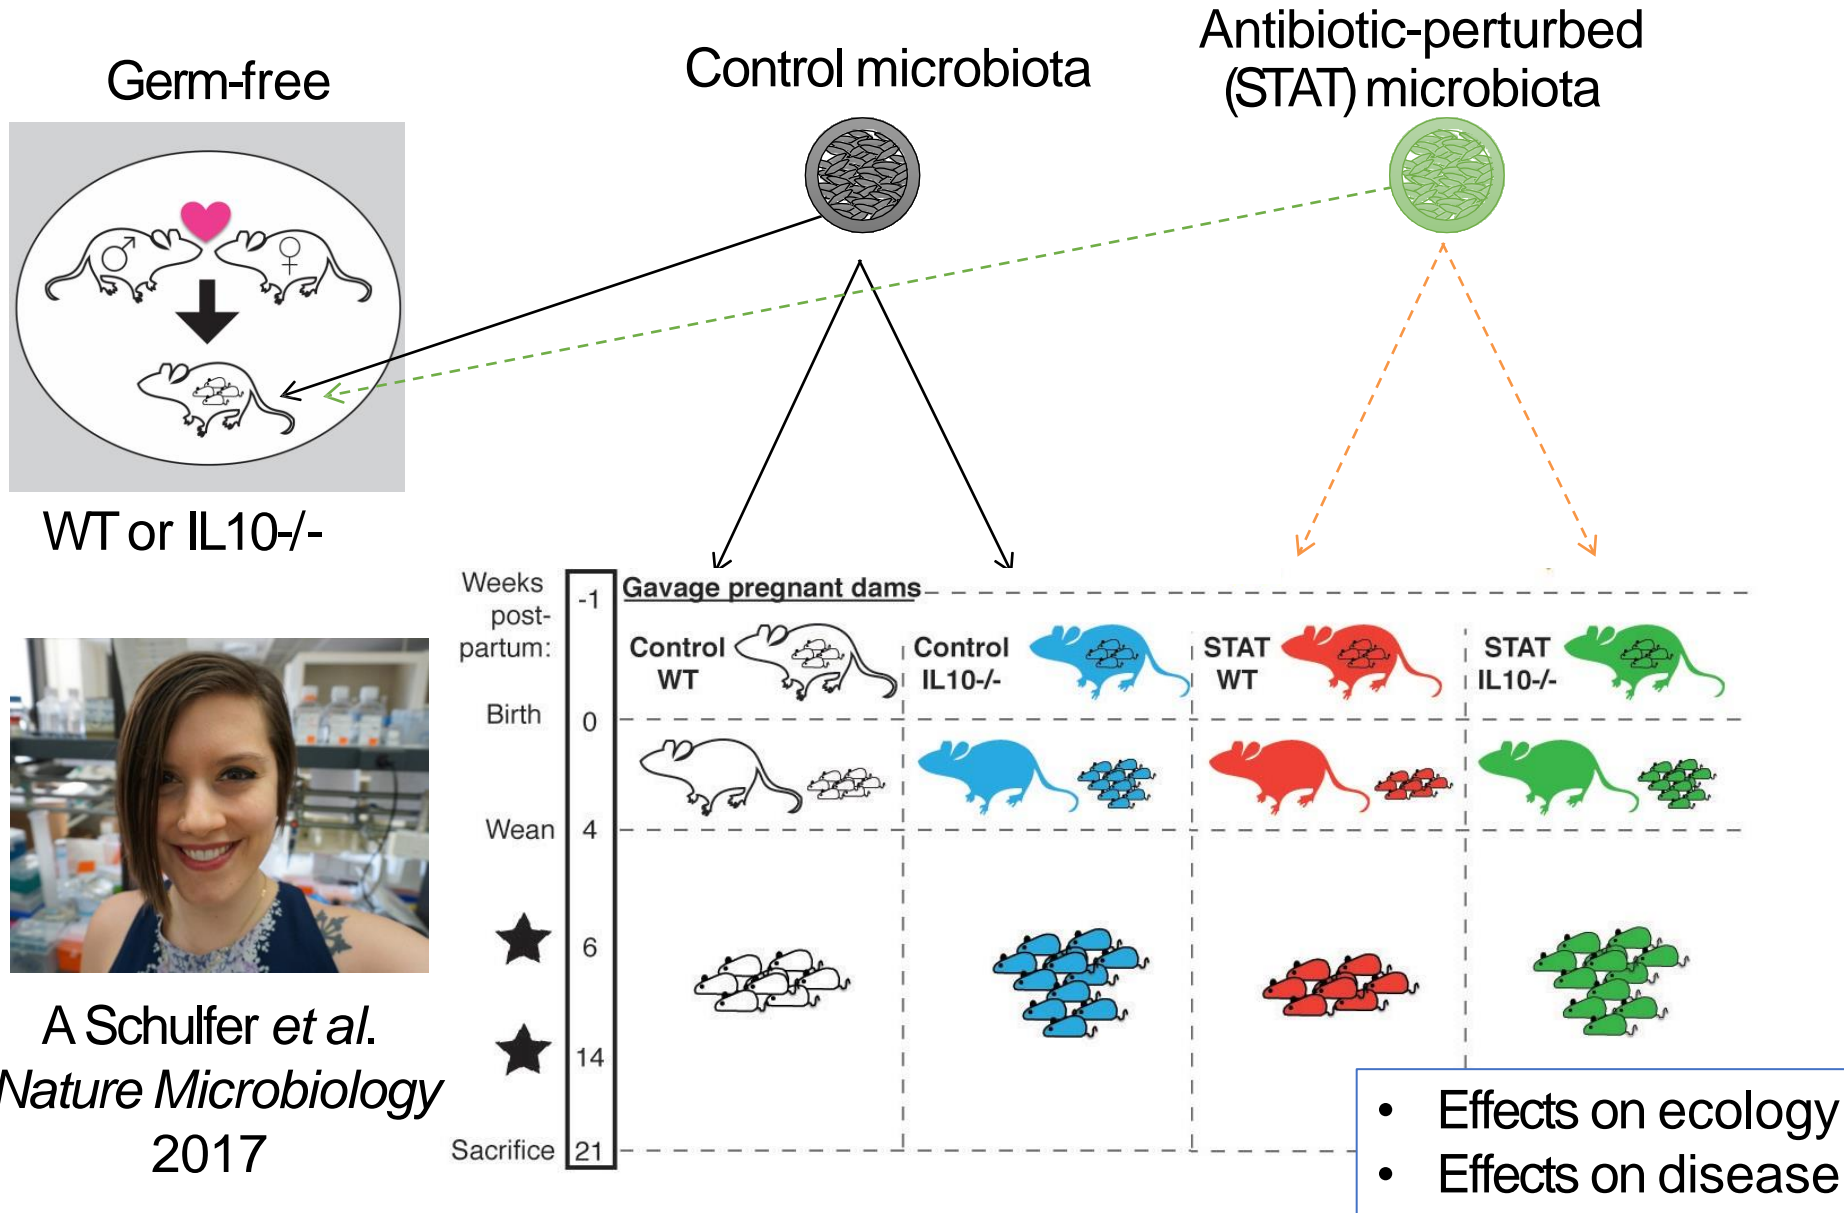 Germ-free
Control microbiota
Antibiotic-perturbed
(STAT) microbiota
♂
♀
WT or IL10-/-
Weeks
post-
partum:
-1
Gavage pregnant dams
Control
WT
Control
IL10-/-
STAT
WT
STAT
IL10-/-
Birth
0
Wean
4
6
14
Sacrifice
21
A Schulfer et al.
Nature Microbiology
2017
• Effects on ecology
• Effects on disease